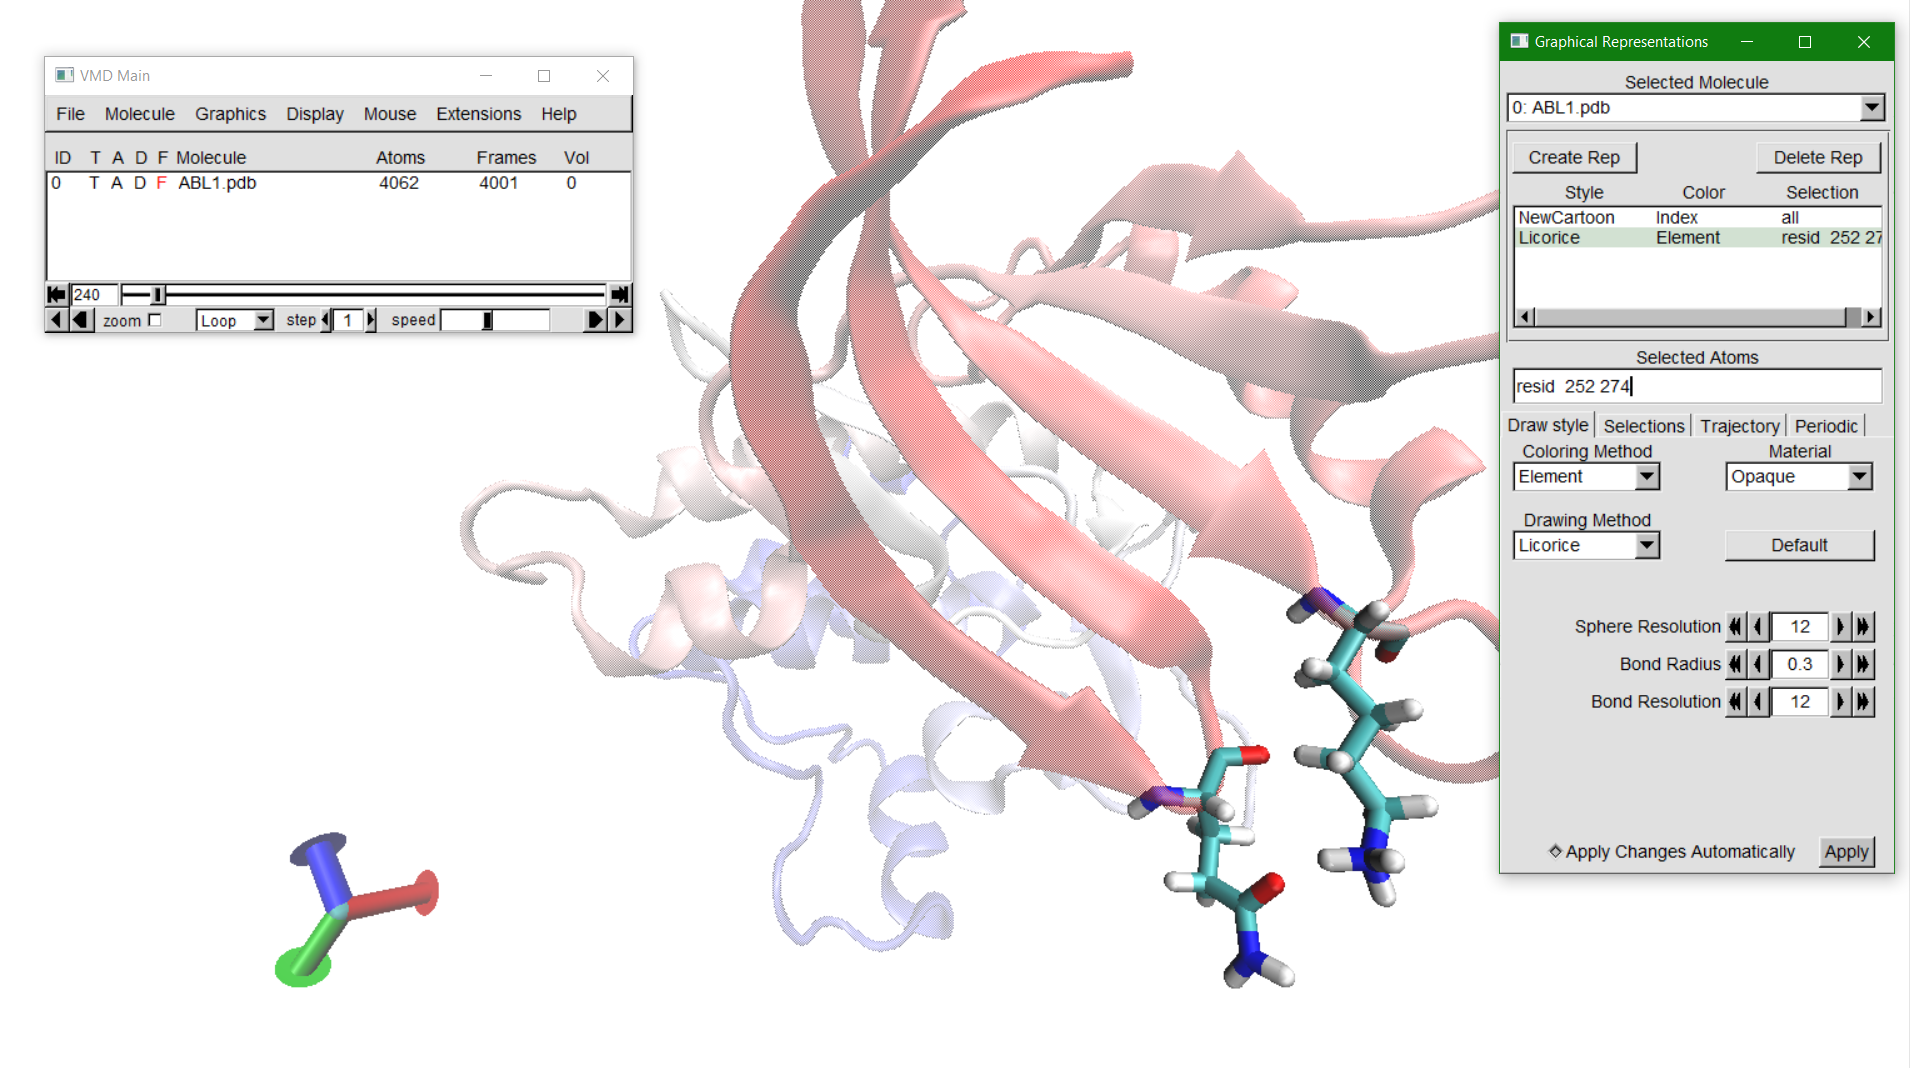 VMD Main
File Molecule Graphics Display Mouse Extensions Help
ID T A D F Molecule Atoms Frames Vol
0 T A D F ABL1.pdb 4062 4001 0
240
zoom Loop step 1 speed
Graphical Representations
Selected Molecule
0: ABL1.pdb
Create Rep Delete Rep
Style Color Selection
NewCartoon Index all
Licorice Element resid 252 27
Selected Atoms
resid  252 274
Draw style Selections Trajectory Periodic
Coloring Method Material
Element Opaque
Drawing Method
Licorice Default
Sphere Resolution 12
Bond Radius 0.3
Bond Resolution 12
Apply Changes Automatically Apply